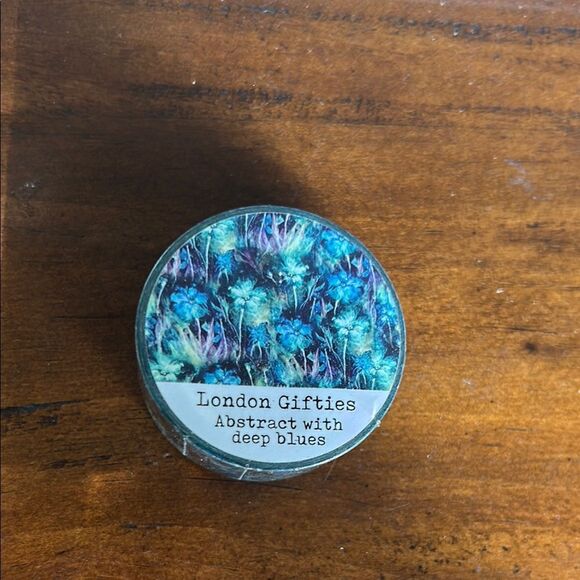 London Gifties
Abstract with
deep blues